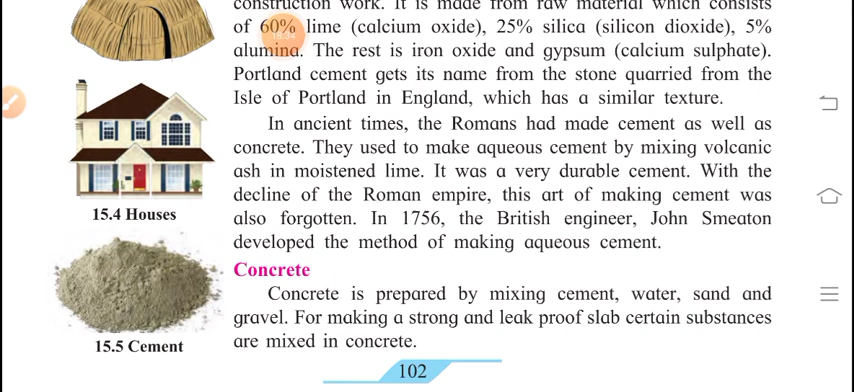 construction work. It is made from raw material which consists
of 60% lime (calcium oxide), 25% silica (silicon dioxide), 5%
18:34
alumina. The rest is iron oxide and gypsum (calcium sulphate).
Portland cement gets its name from the stone quarried from the
Isle of Portland in England, which has a similar texture.
In ancient times, the Romans had made cement as well as
concrete. They used to make aqueous cement by mixing volcanic
ash in moistened lime. It was a very durable cement. With the
decline of the Roman empire, this art of making cement was
also forgotten. In 1756, the British engineer, John Smeaton
developed the method of making aqueous cement.
15.4 Houses
Concrete
Concrete is prepared by mixing cement, water, sand and
gravel. For making a strong and leak proof slab certain substances
are mixed in concrete.
15.5 Cement
102